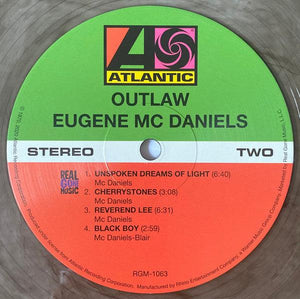 ATLANTIC
OUTLAW
EUGENE MC DANIELS
STEREO
TWO
REAL
GONE
MUSIC
1. UNSPOKEN DREAMS OF LIGHT (6:40)
Mc Daniels
2. CHERRYSTONES (3:08)
Mc Daniels
3. REVEREND LEE (6:31)
Mc Daniels
4. BLACK BOY (2:59)
Mc Daniels-Blair
RGM-1063